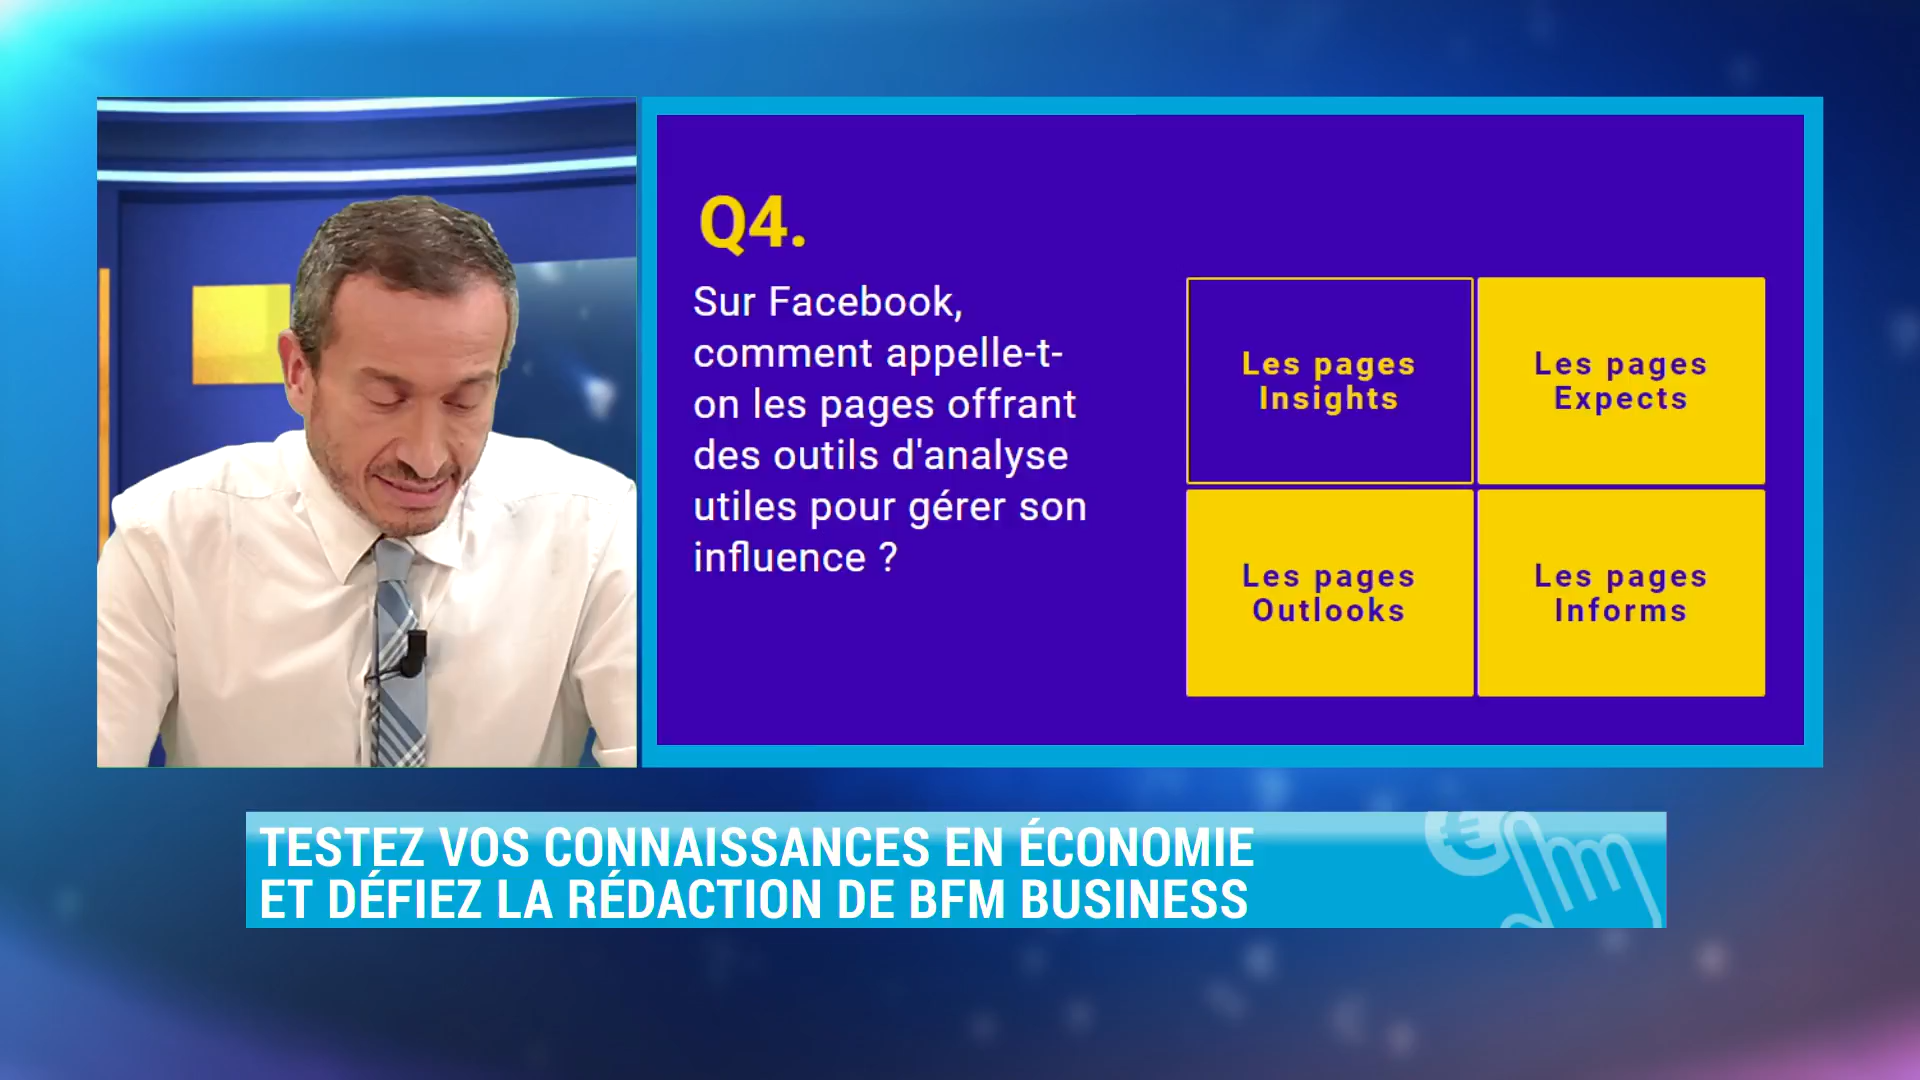 Q4.
Sur Facebook,
comment appelle-t-
on les pages offrant
des outils d'analyse
utiles pour gérer son
influence ?
Les pages
Insights
Les pages
Expects
Les pages
Outlooks
Les pages
Informs
TESTEZ VOS CONNAISSANCES EN ÉCONOMIE
ET DÉFIEZ LA RÉDACTION DE BFM BUSINESS